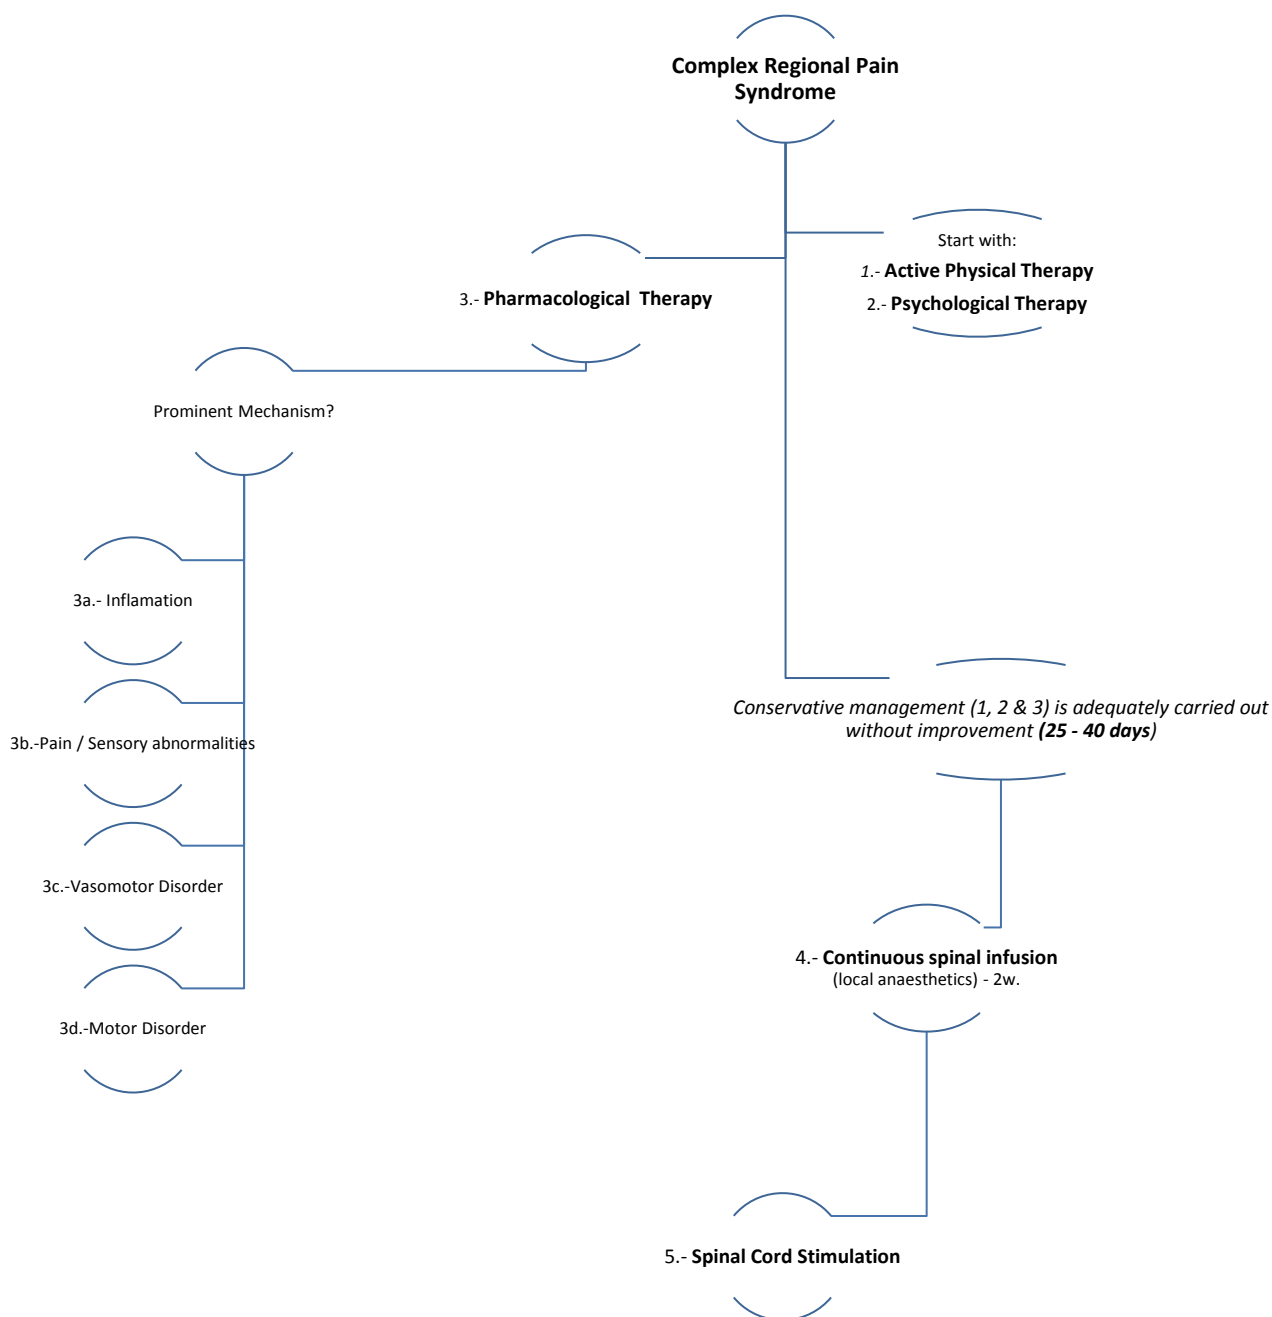 Complex Regional Pain
Syndrome
Start with:
1.- Active Physical Therapy
2.- Psychological Therapy
3.- Pharmacological Therapy
Prominent Mechanism?
3a.- Inflamation
3b.-Pain / Sensory abnormalities
3c.-Vasomotor Disorder
3d.-Motor Disorder
Conservative management (1, 2 & 3) is adequately carried out
without improvement (25 - 40 days)
4.- Continuous spinal infusion
(local anaesthetics) - 2w.
5.- Spinal Cord Stimulation